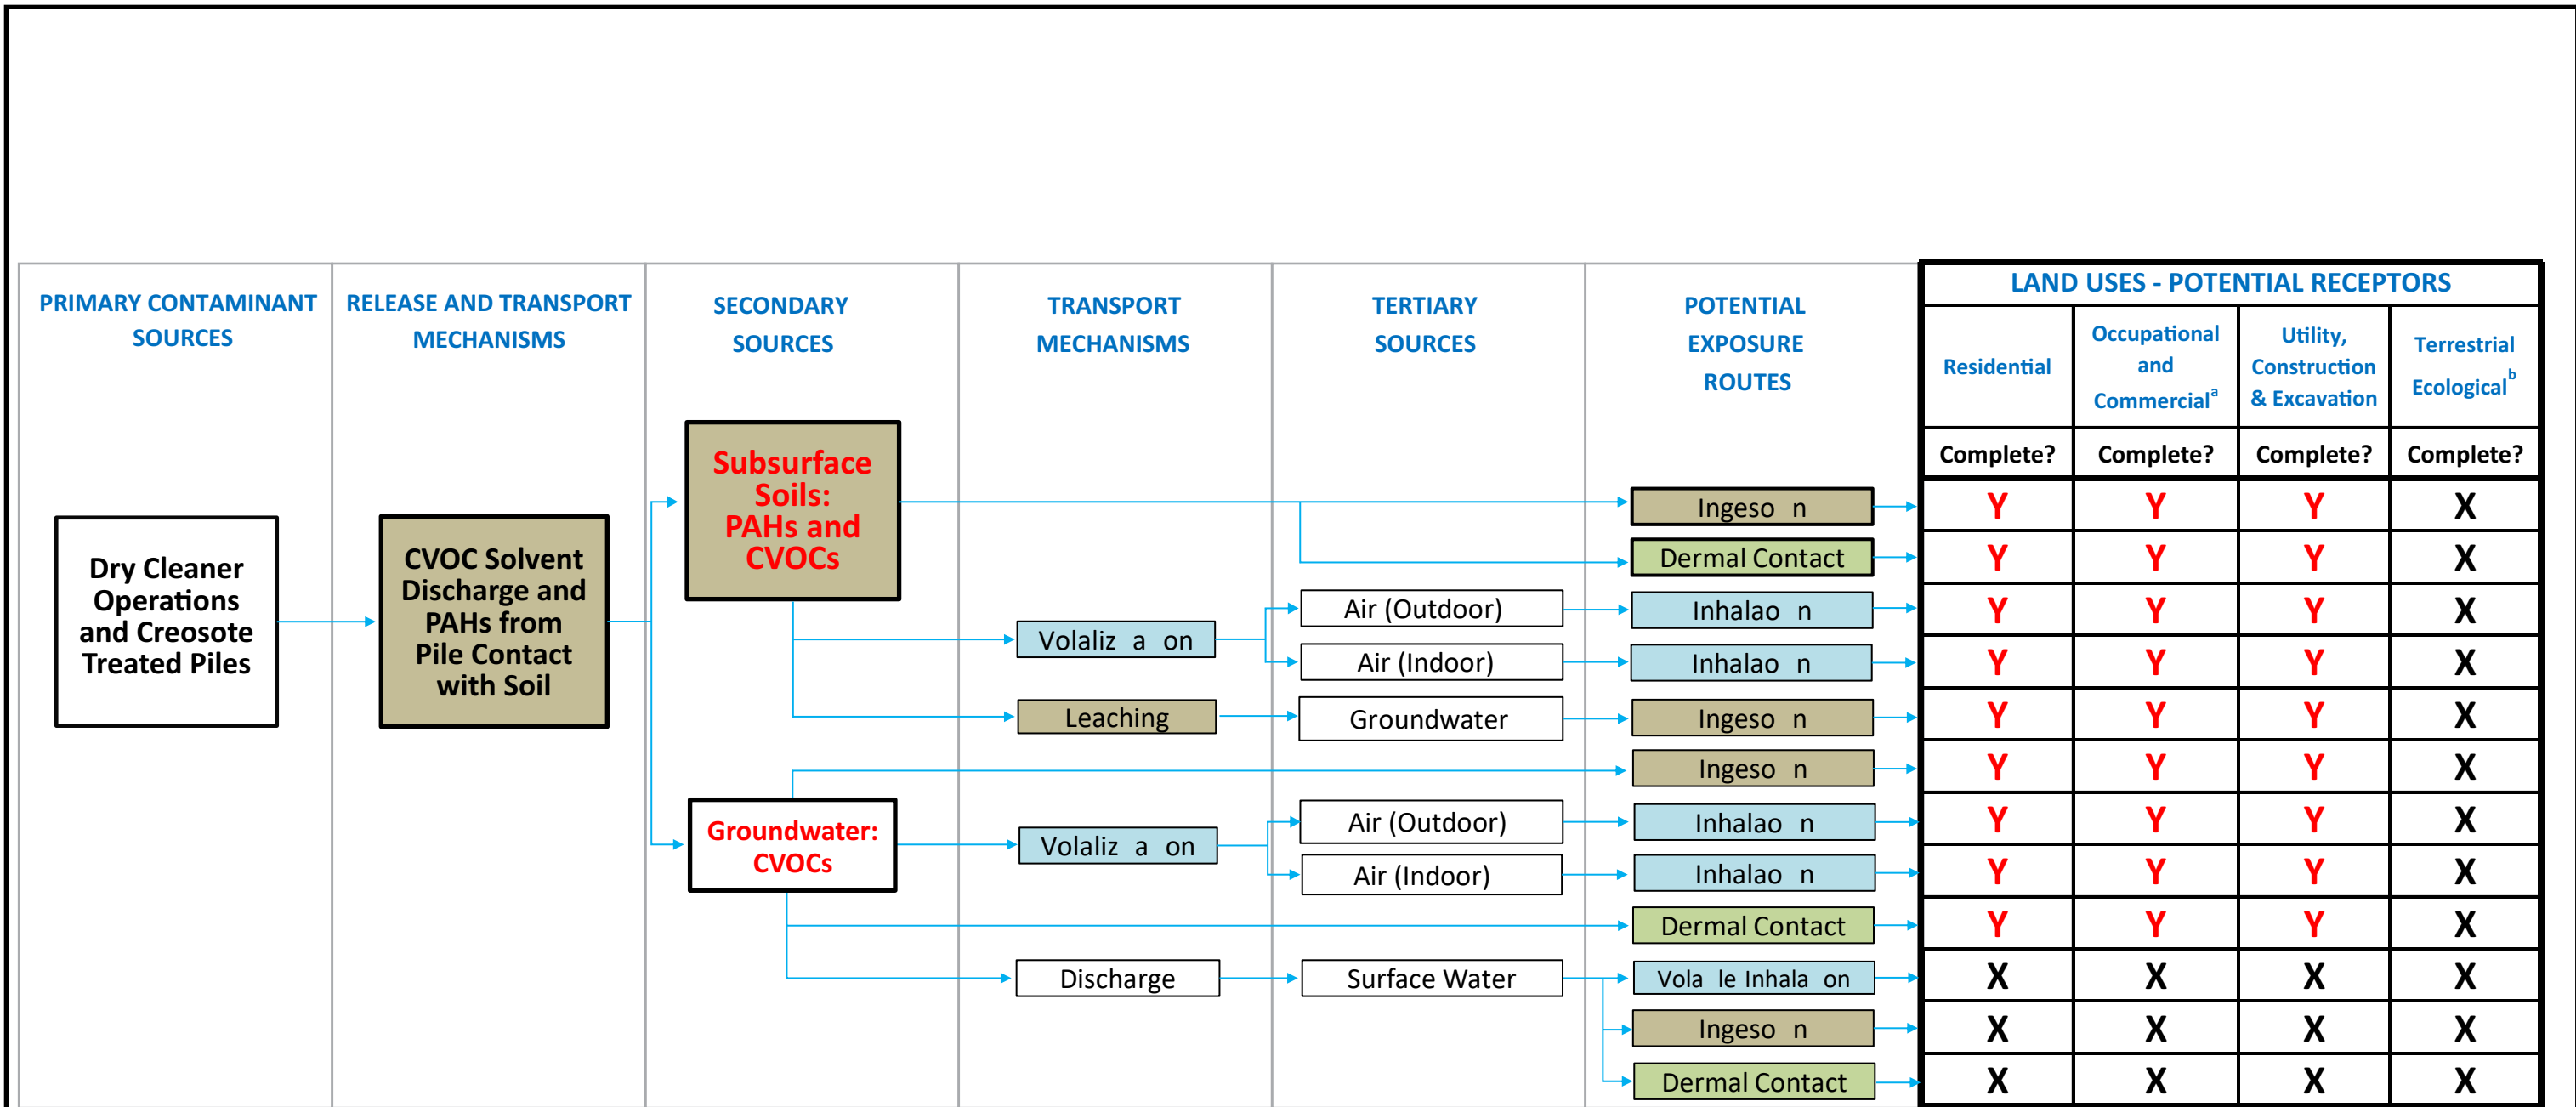 PRIMARY CONTAMINANT
SOURCES
RELEASE AND TRANSPORT
MECHANISMS
SECONDARY
SOURCES
TRANSPORT
MECHANISMS
TERTIARY
SOURCES
POTENTIAL
EXPOSURE
ROUTES
LAND USES - POTENTIAL RECEPTORS
Residential
Occupational
and
Commercial^a
Utility,
Construction
& Excavation
Terrestrial
Ecological^b
Complete? Complete? Complete? Complete?
Dry Cleaner
Operations
and Creosote
Treated Piles
CVOC Solvent
Discharge and
PAHs from
Pile Contact
with Soil
Subsurface
Soils:
PAHs and
CVOCs
Ingeso n Y Y Y X
Dermal Contact Y Y Y X
Air (Outdoor) Inhalao n Y Y Y X
Volaliz a on
Air (Indoor) Inhalao n Y Y Y X
Leaching Groundwater Ingeso n Y Y Y X
Ingeso n Y Y Y X
Groundwater:
CVOCs
Air (Outdoor) Inhalao n Y Y Y X
Volaliz a on
Air (Indoor) Inhalao n Y Y Y X
Dermal Contact Y Y Y X
Discharge Surface Water Vola le Inhala on X X X X
Ingeso n X X X X
Dermal Contact X X X X